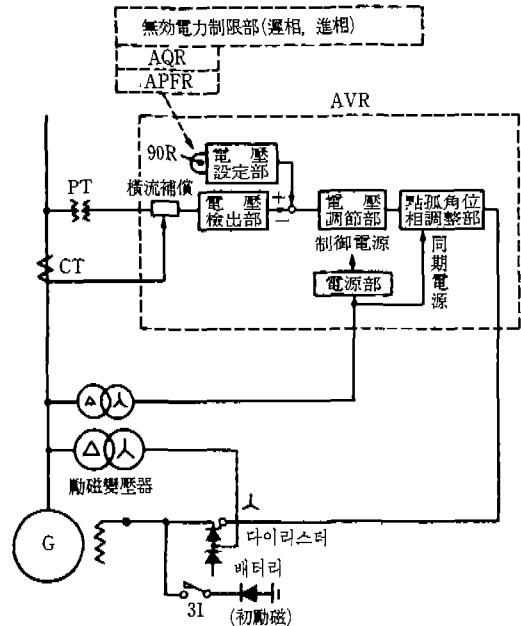 無効電力制限部(遲相, 進相)
AQR
APFR
AVR
90R
電壓
設定部
PT
橫流補償
電壓
檢出部
+
−
電壓
調節部
點孤角位
相調整部
制御電源
同期電源
電源部
CT
勵磁變壓器
G
다이리스터
배터리
31
(初勵磁)